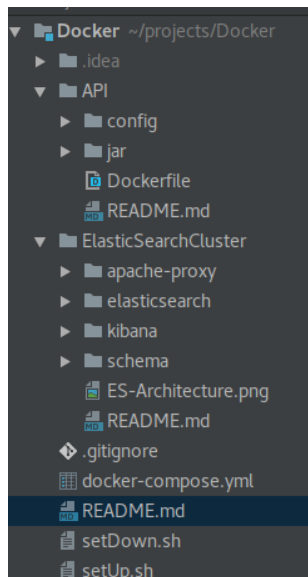 Docker ~/projects/Docker
.idea
API
config
jar
Dockerfile
README.md
ElasticSearchCluster
apache-proxy
elasticsearch
kibana
schema
ES-Architecture.png
README.md
.gitignore
docker-compose.yml
README.md
setDown.sh
setUp.sh